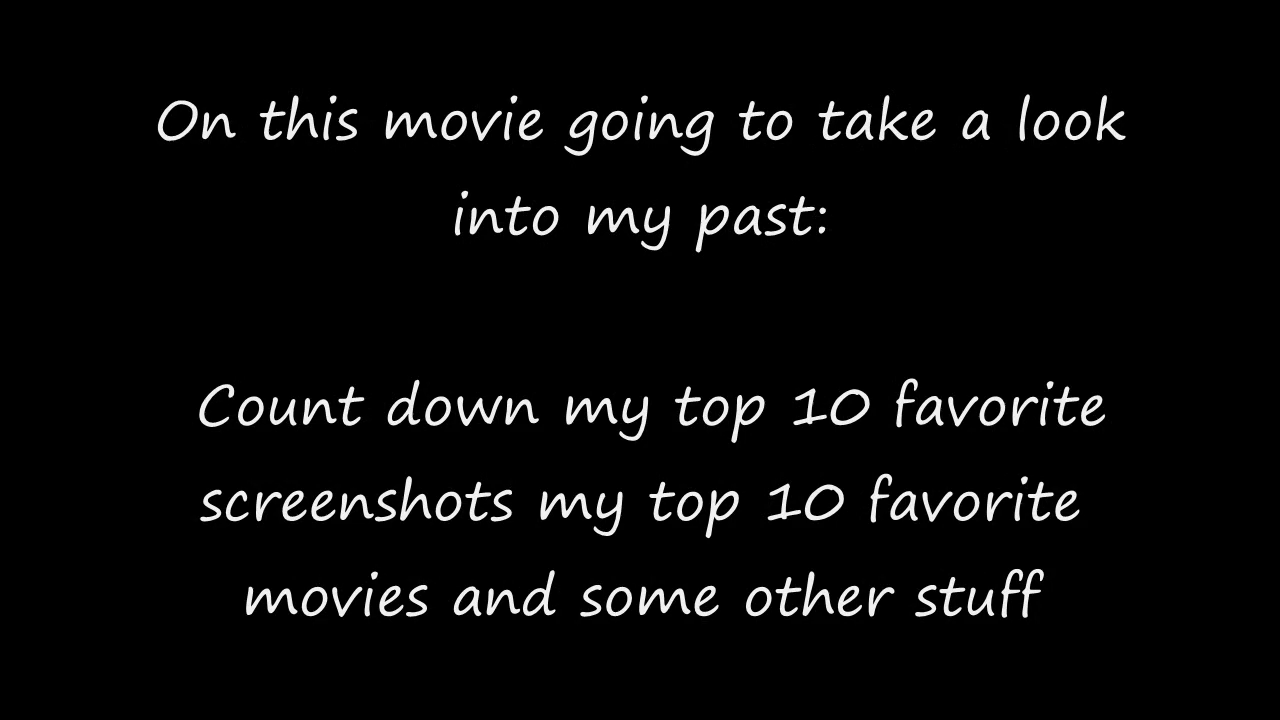 On this movie going to take a look
into my past:
Count down my top 10 favorite
screenshots my top 10 favorite
movies and some other stuff